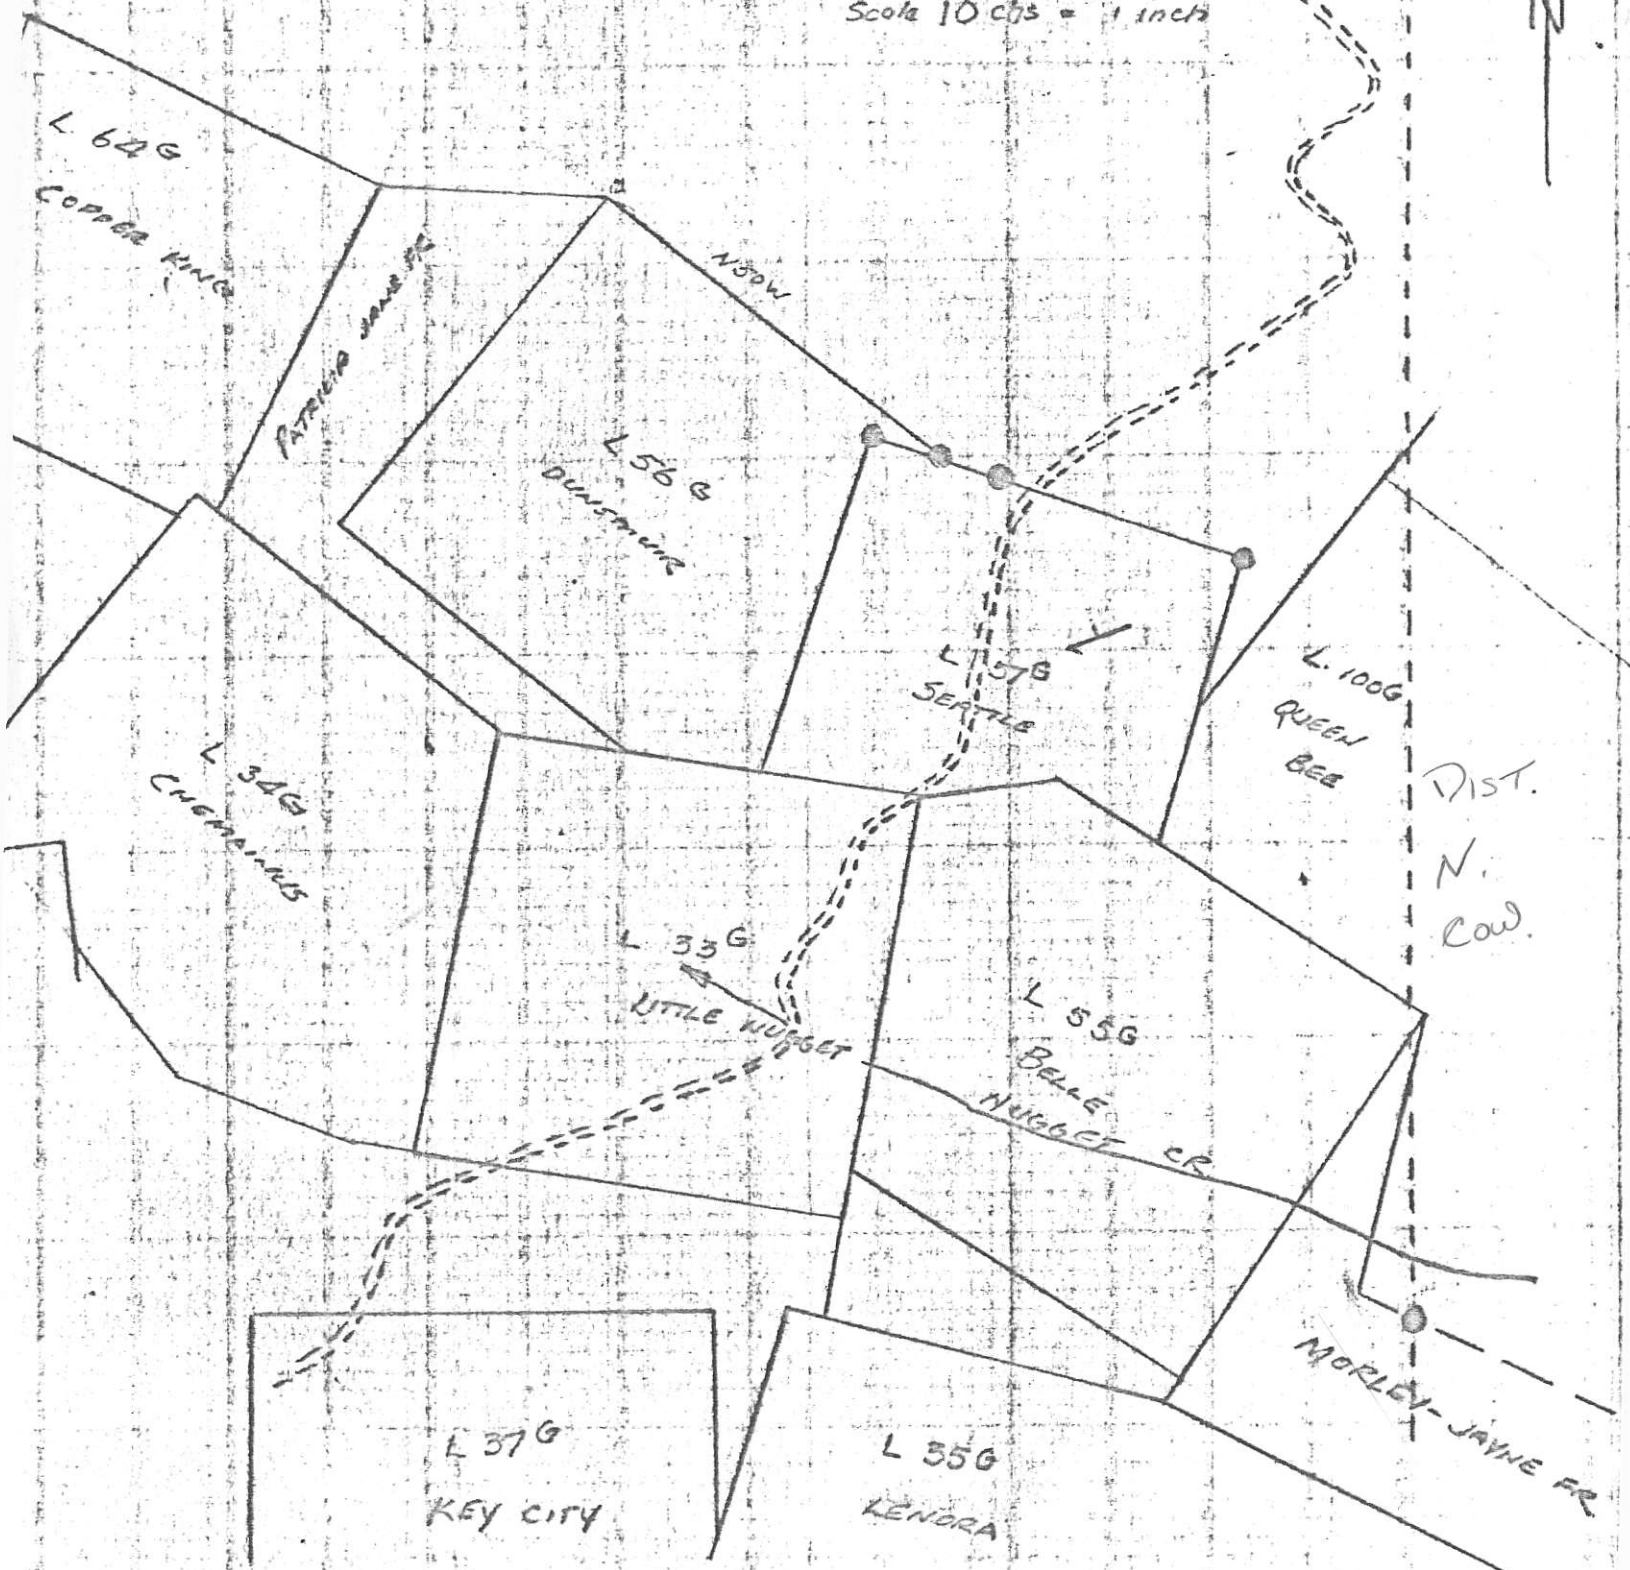 Scale 10 chs = 1 inch
N
L 64G
COPPER KING
PATRICIA JANE FR
N50W
L 56G
DUNSMUIR
L 57G
SEATTLE
L. 100G
QUEEN
BEE
DIST.
N.
COW.
L 34G
CHEMAINUS
L 33G
LITTLE NUGGET
L 55G
BELLE
NUGGET CR
MORLEY-JAYNE FR
L 37G
KEY CITY
L 35G
LENORA